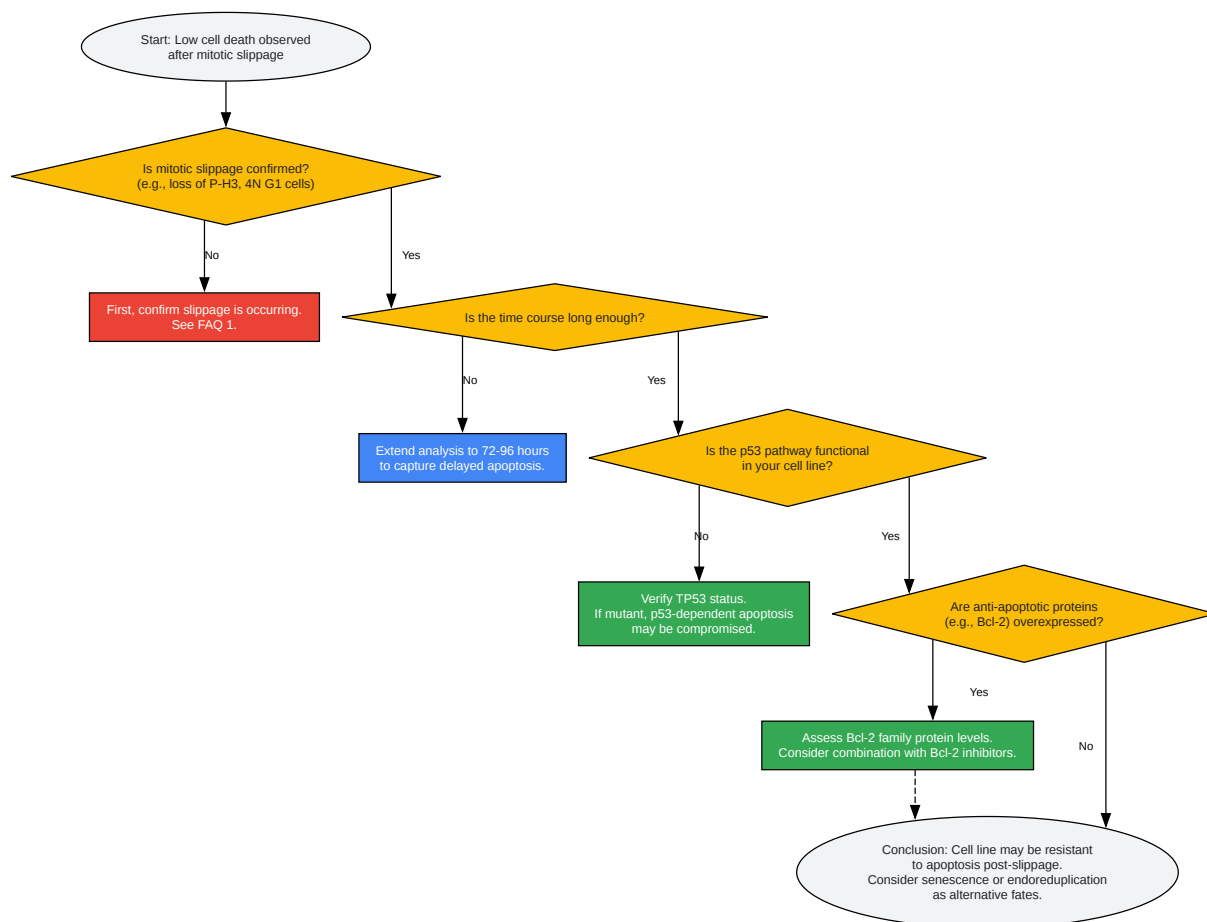 Start: Low cell death observed
after mitotic slippage
Is mitotic slippage confirmed?
(e.g., loss of P-H3, 4N G1 cells)
No
Yes
First, confirm slippage is occurring.
See FAQ 1.
Is the time course long enough?
No
Yes
Extend analysis to 72-96 hours
to capture delayed apoptosis.
Is the p53 pathway functional
in your cell line?
No
Yes
Verify TP53 status.
If mutant, p53-dependent apoptosis
may be compromised.
Are anti-apoptotic proteins
(e.g., Bcl-2) overexpressed?
Yes
No
Assess Bcl-2 family protein levels.
Consider combination with Bcl-2 inhibitors.
Conclusion: Cell line may be resistant
to apoptosis post-slippage.
Consider senescence or endoreduplication
as alternative fates.